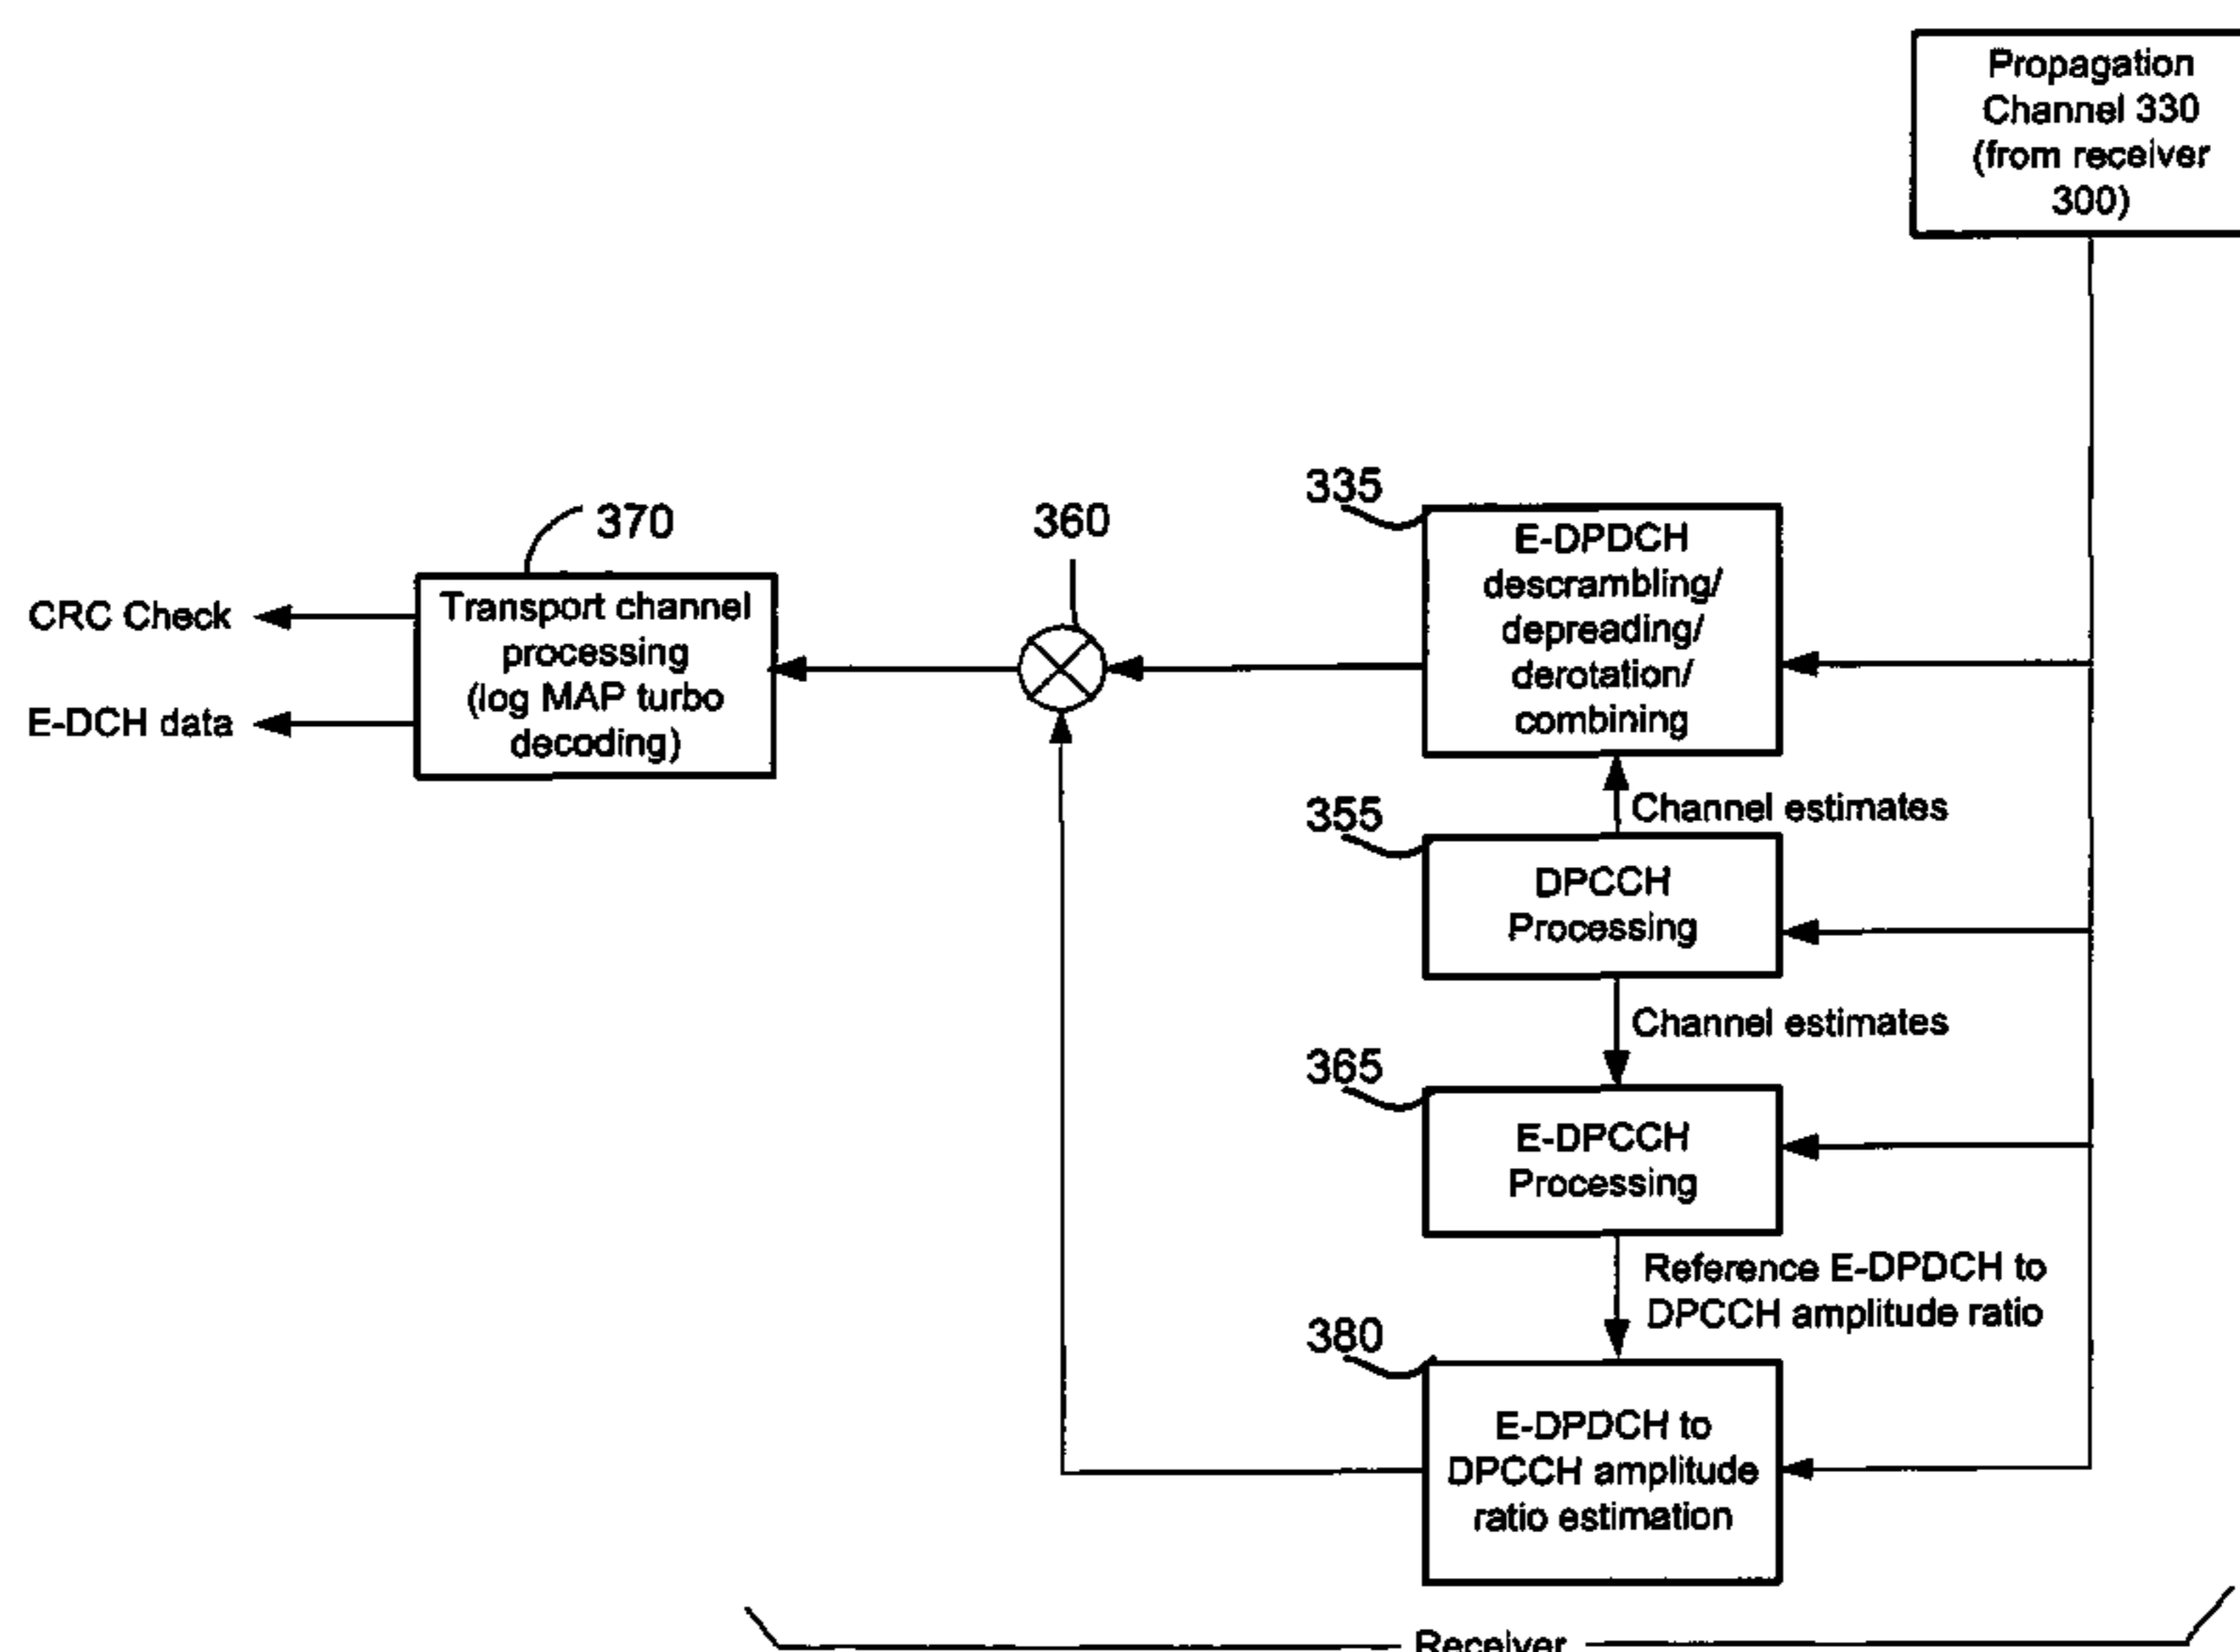 Propagation
Channel 330
(from receiver
300)
335
E-DPDCH
descrambling/
depreading/
derotation/
combining
360
370
Transport channel
processing
(log MAP turbo
decoding)
CRC Check
E-DCH data
Channel estimates
355
DPCCH
Processing
Channel estimates
365
E-DPCCH
Processing
Reference E-DPDCH to
DPCCH amplitude ratio
380
E-DPDCH to
DPCCH amplitude
ratio estimation
Receiver